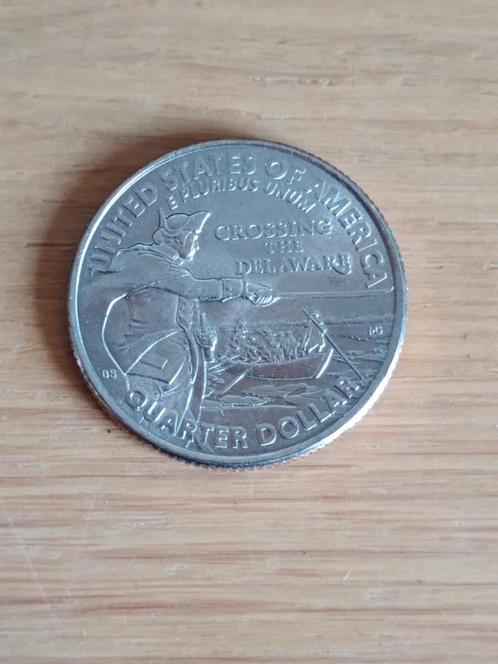 UNITED STATES OF AMERICA
E PLURIBUS UNUM
CROSSING
THE
DELAWARE
QUARTER DOLLAR